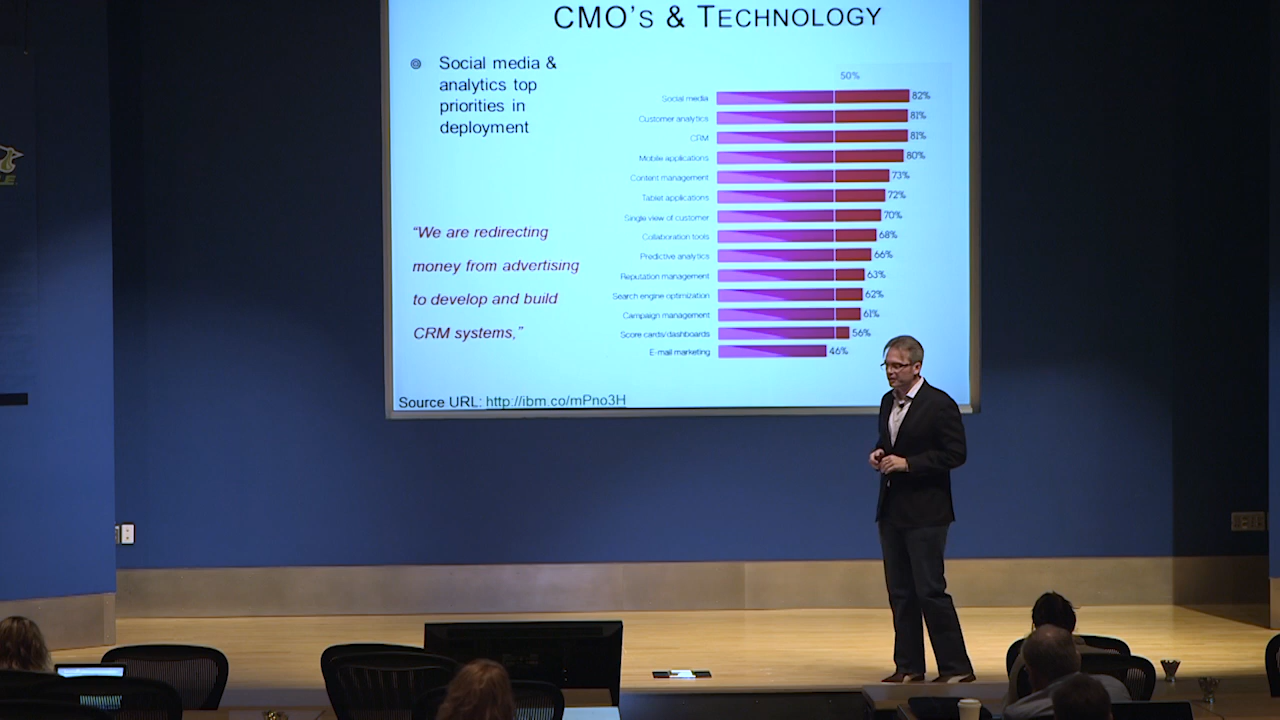 CMO'S & TECHNOLOGY
Social media &
analytics top
priorities in
deployment
"We are redirecting
money from advertising
to develop and build
CRM systems,"
50%
Social media 82%
Customer analytics 81%
CRM 81%
Mobile applications 80%
Content management 73%
Tablet applications 72%
Single view of customer 70%
Collaboration tools 68%
Predictive analytics 66%
Reputation management 63%
Search engine optimization 62%
Campaign management 61%
Score cards/dashboards 56%
E-mail marketing 46%
Source URL: http://ibm.co/mPno3H